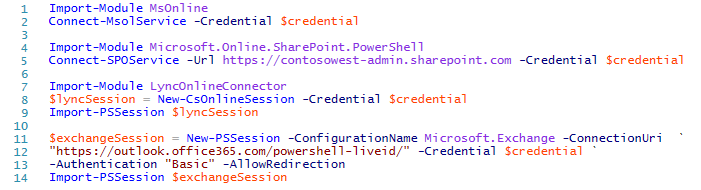 1 Import-Module MsOnline
2 Connect-MsolService -Credential $credential
3
4 Import-Module Microsoft.Online.SharePoint.PowerShell
5 Connect-SPOService -Url https://contosowest-admin.sharepoint.com -Credential $credential
6
7 Import-Module LyncOnlineConnector
8 $lyncSession = New-CsOnlineSession -Credential $credential
9 Import-PSSession $lyncSession
10
11 $exchangeSession = New-PSSession -ConfigurationName Microsoft.Exchange -ConnectionUri `
12 "https://outlook.office365.com/powershell-liveid/" -Credential $credential `
13 -Authentication "Basic" -AllowRedirection
14 Import-PSSession $exchangeSession